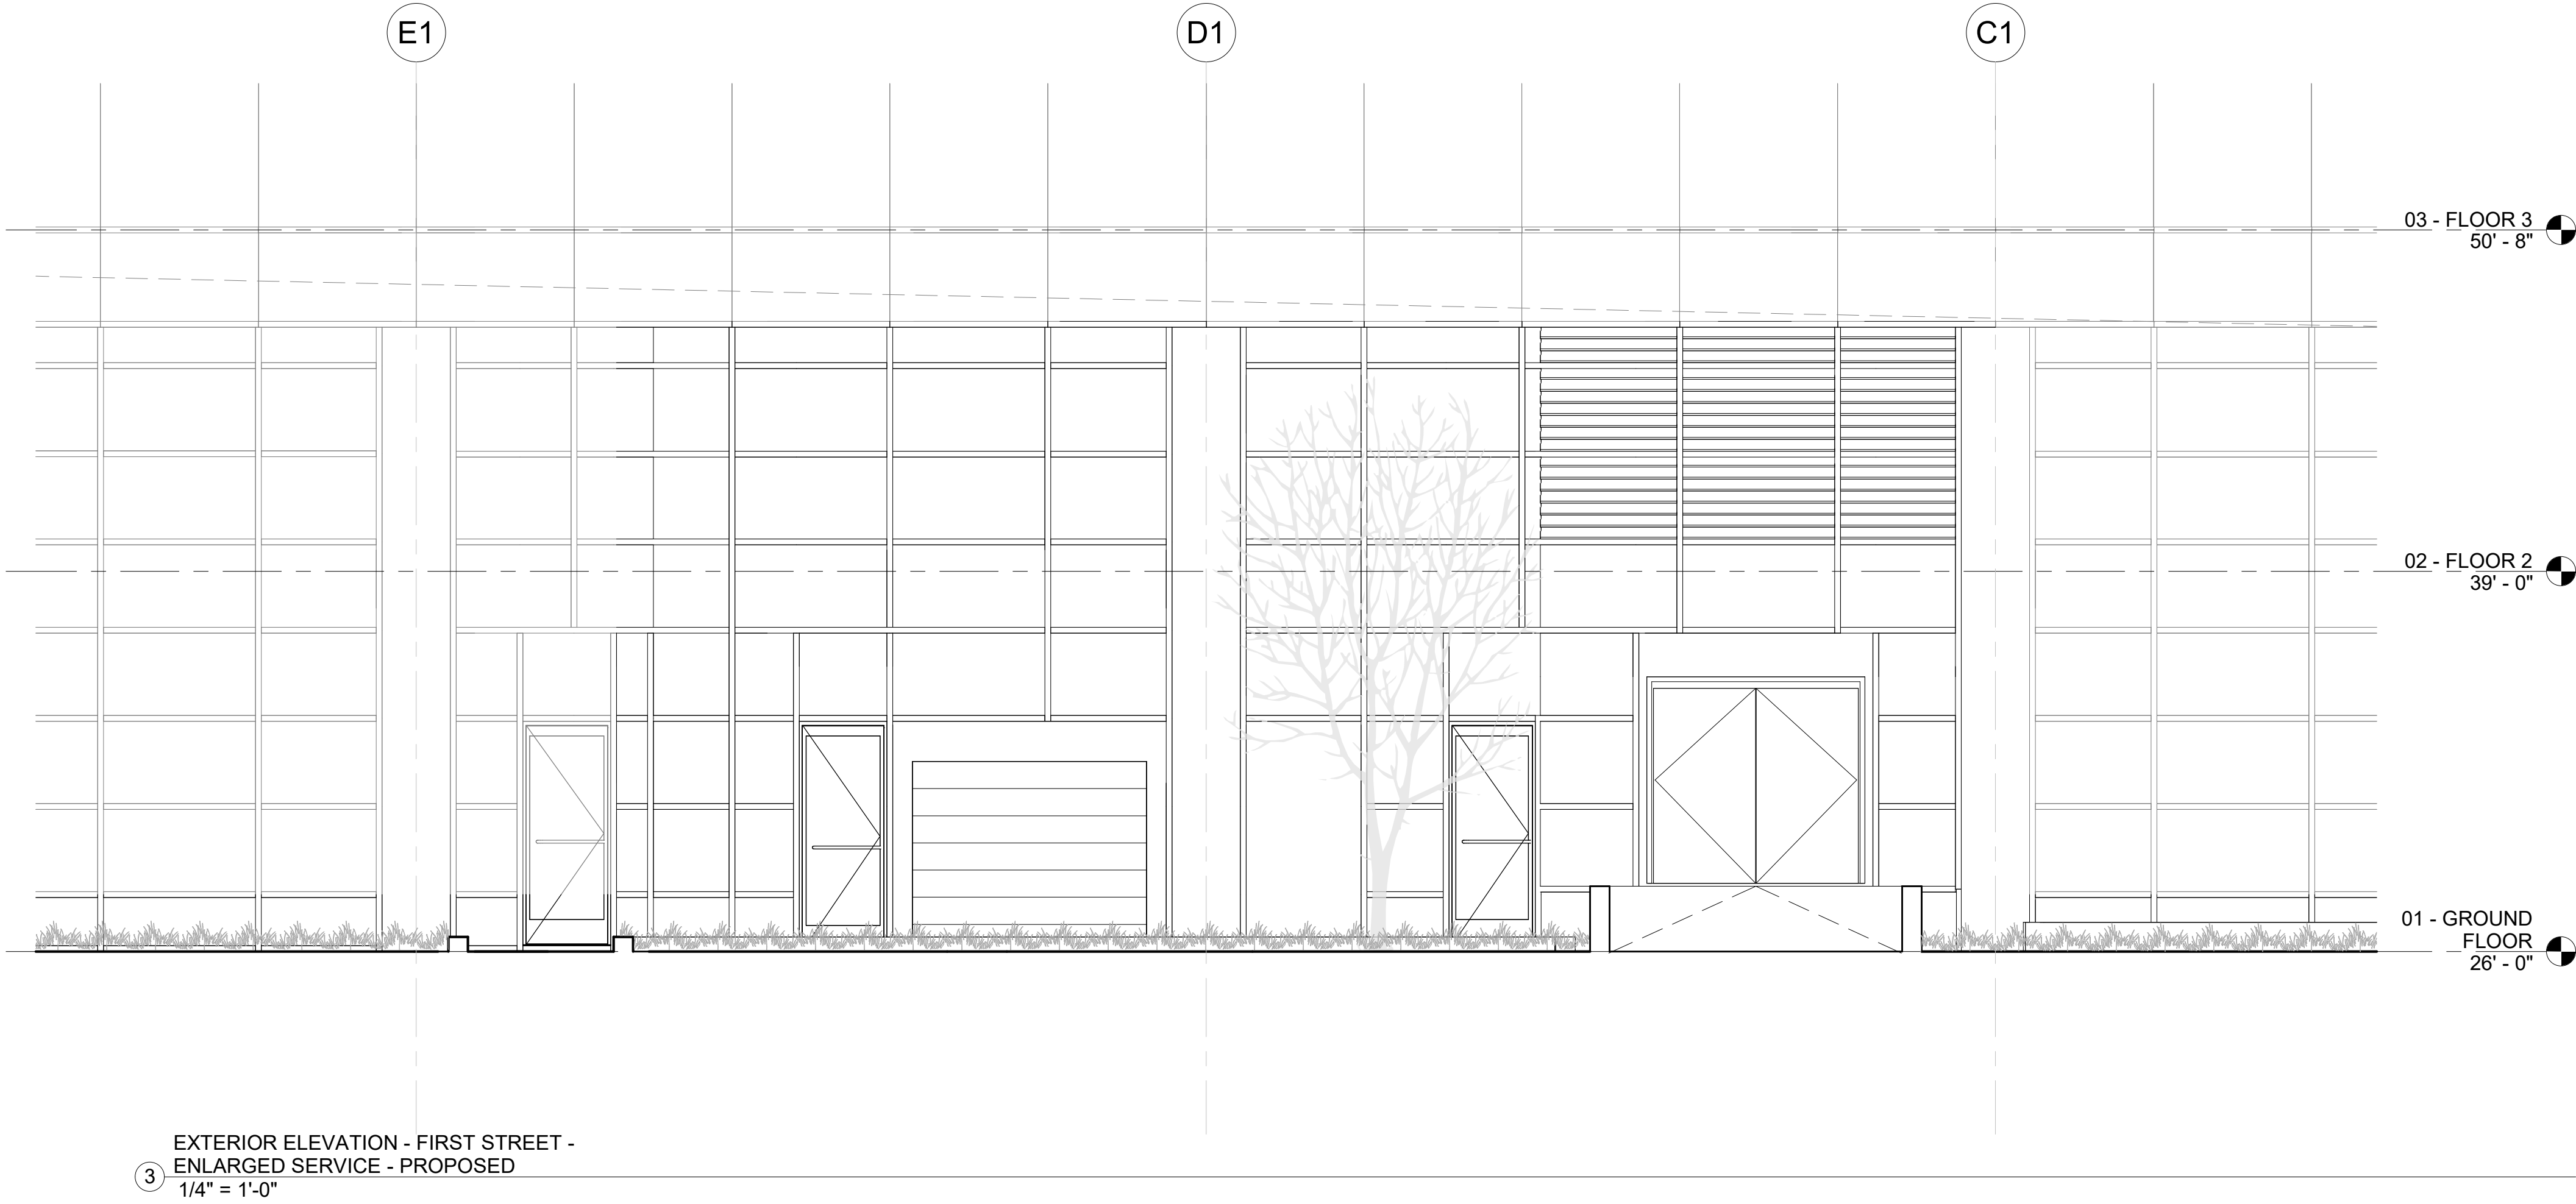 E1
D1
C1
03 - FLOOR 3
50' - 8"
02 - FLOOR 2
39' - 0"
01 - GROUND
FLOOR
26' - 0"
EXTERIOR ELEVATION - FIRST STREET -
ENLARGED SERVICE - PROPOSED
3
1/4" = 1'-0"